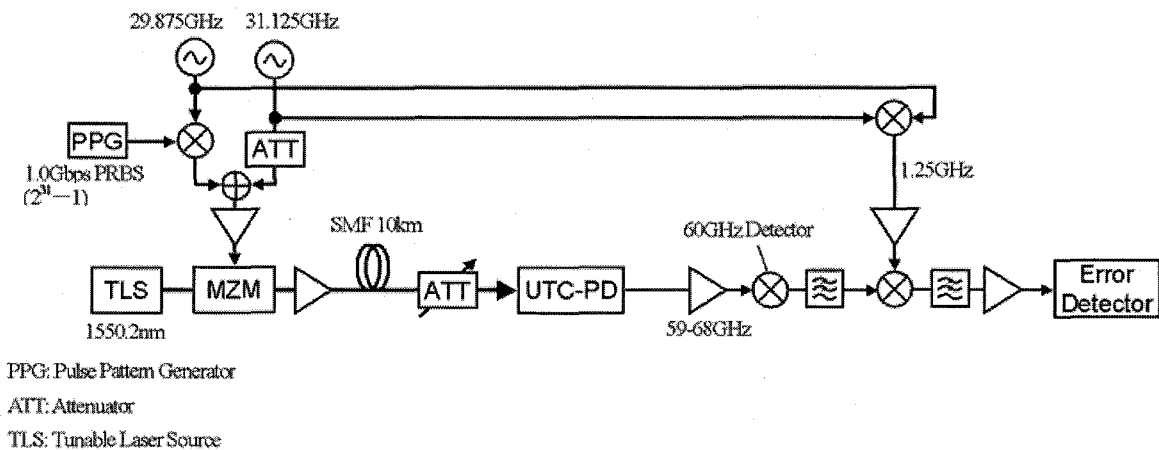 29.875GHz
31.125GHz
PPG
ATT
1.0Gbps PRBS
(2³¹−1)
1.25GHz
SMF 10km
60GHz Detector
TLS
MZM
ATT
UTC-PD
Error
Detector
1550.2nm
59-68GHz
PPG: Pulse Pattern Generator
ATT: Attenuator
TLS: Tunable Laser Source